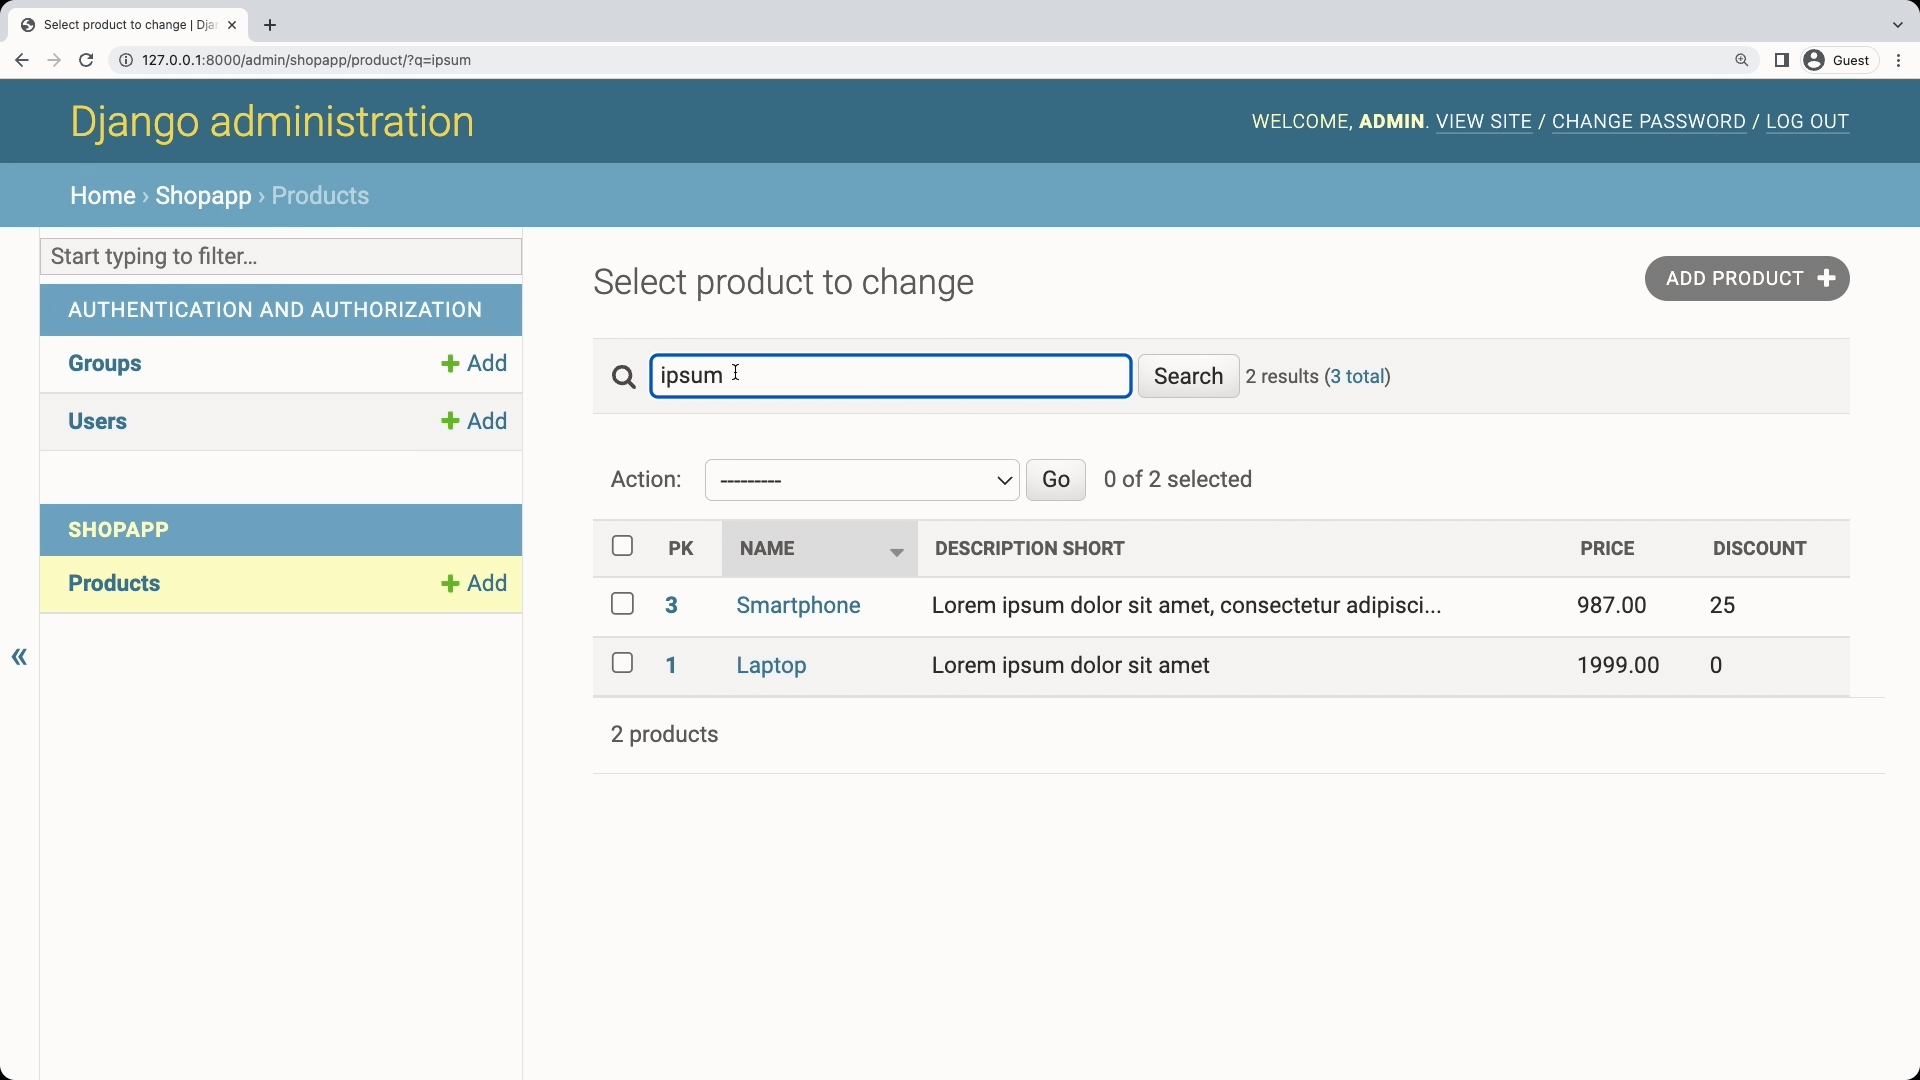 Select product to change | Dja
127.0.0.1:8000/admin/shopapp/product/?q=ipsum
Guest
Django administration
WELCOME, ADMIN. VIEW SITE / CHANGE PASSWORD / LOG OUT
Home › Shopapp › Products
Start typing to filter...
AUTHENTICATION AND AUTHORIZATION
Groups + Add
Users + Add
SHOPAPP
Products + Add
«
Select product to change
ADD PRODUCT +
ipsum
Search 2 results (3 total)
Action: --------- Go 0 of 2 selected
PK NAME DESCRIPTION SHORT PRICE DISCOUNT
3 Smartphone Lorem ipsum dolor sit amet, consectetur adipisci... 987.00 25
1 Laptop Lorem ipsum dolor sit amet 1999.00 0
2 products